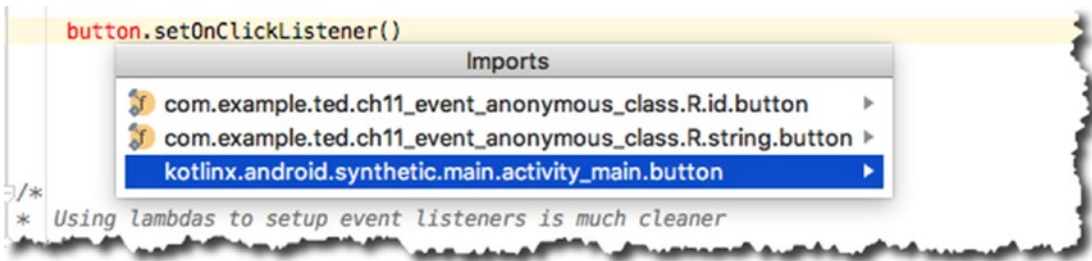 button.setOnClickListener()
Imports
f com.example.ted.ch11_event_anonymous_class.R.id.button
f com.example.ted.ch11_event_anonymous_class.R.string.button
kotlinx.android.synthetic.main.activity_main.button
/*
* Using lambdas to setup event listeners is much cleaner